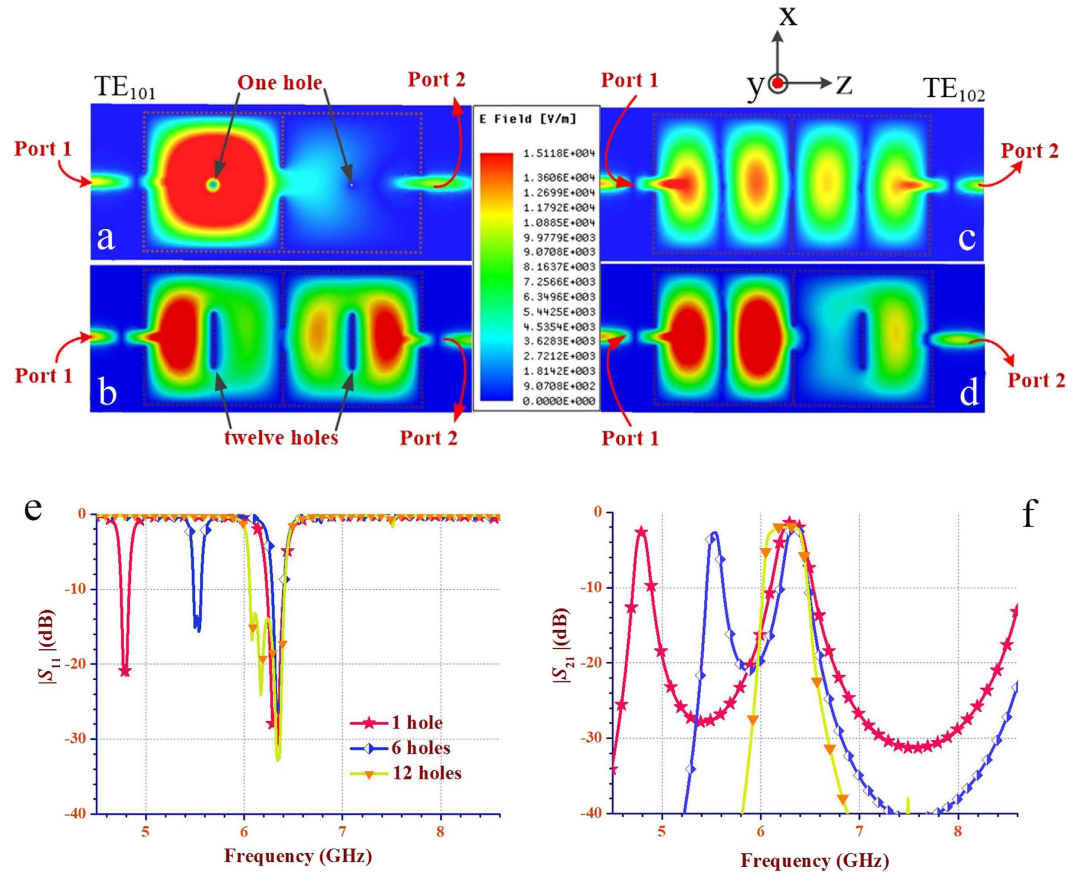 x
y
z
TE₁₀₁
One hole
Port 2
Port 1
TE₁₀₂
Port 1
Port 2
E Field [V/m]
1.5118E+004
1.3606E+004
1.2699E+004
1.1792E+004
1.0885E+004
9.9779E+003
9.0708E+003
8.1637E+003
7.2566E+003
6.3496E+003
5.4425E+003
4.5354E+003
3.6283E+003
2.7212E+003
1.8142E+003
9.0708E+002
0.0000E+000
a
c
b
d
Port 1
twelve holes
Port 2
Port 1
Port 2
e
0
-10
-20
-30
-40
|S₁₁|(dB)
1 hole
6 holes
12 holes
5 6 7 8
Frequency (GHz)
f
0
-10
-20
-30
-40
|S₂₁|(dB)
5 6 7 8
Frequency (GHz)